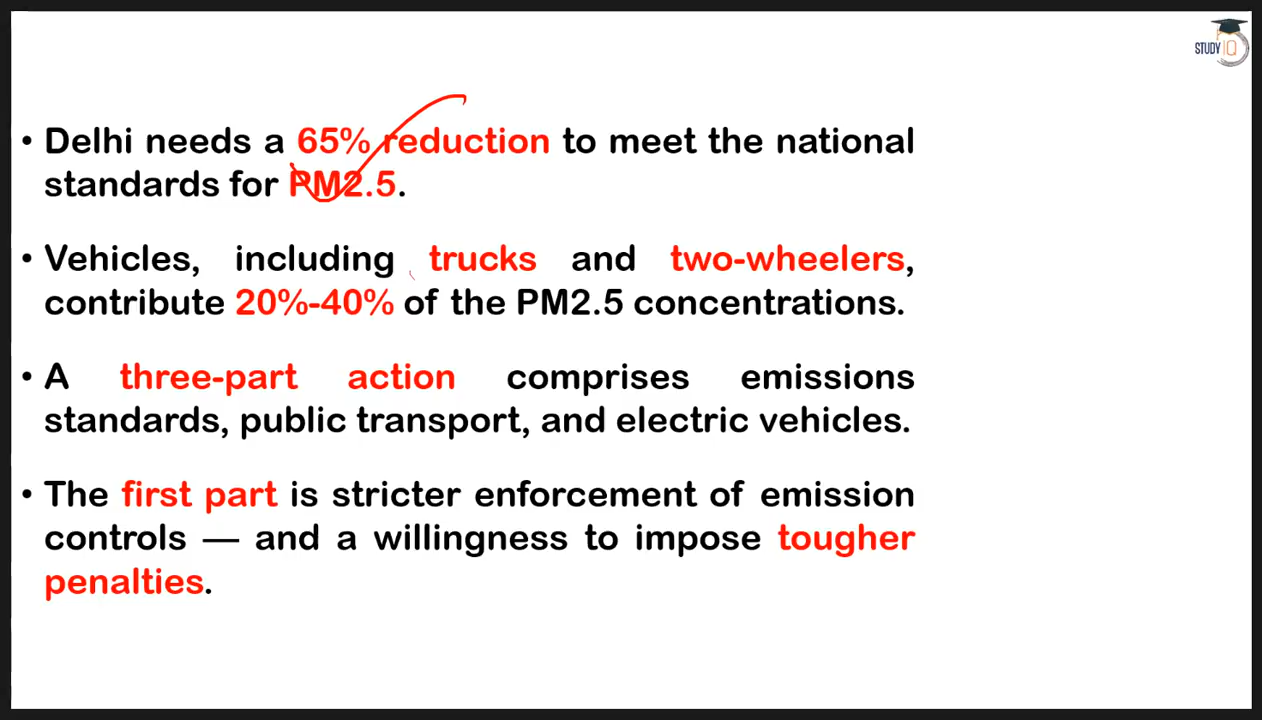 STUDY IQ
• Delhi needs a 65% reduction to meet the national
standards for PM2.5.
• Vehicles, including trucks and two-wheelers,
contribute 20%-40% of the PM2.5 concentrations.
• A three-part action comprises emissions
standards, public transport, and electric vehicles.
• The first part is stricter enforcement of emission
controls — and a willingness to impose tougher
penalties.